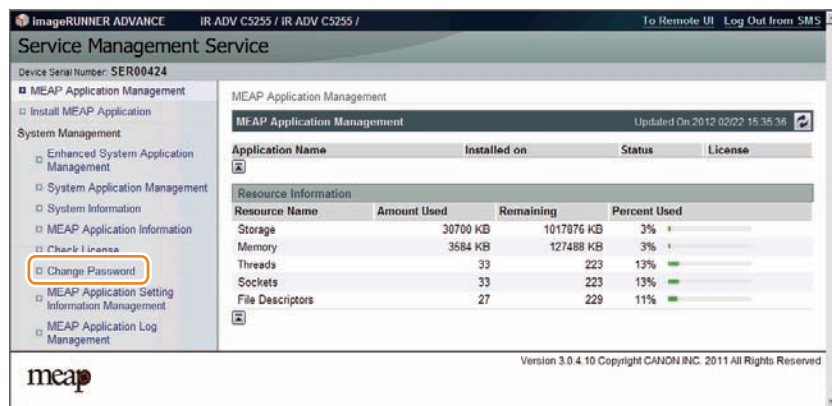 imageRUNNER ADVANCE IR-ADV C5255 / IR ADV C5255 / To Remote UI Log Out from SMS
Service Management Service
Device Serial Number: SER00424
MEAP Application Management
Install MEAP Application
System Management
Enhanced System Application
Management
System Application Management
System Information
MEAP Application Information
Check License
Change Password
MEAP Application Setting
Information Management
MEAP Application Log
Management
MEAP Application Management
MEAP Application Management Updated On:2012 02/22 15:35:36
Application Name Installed on Status License
Resource Information
Resource Name Amount Used Remaining Percent Used
Storage 30700 KB 1017876 KB 3%
Memory 3584 KB 127488 KB 3%
Threads 33 223 13%
Sockets 33 223 13%
File Descriptors 27 229 11%
Version 3.0.4.10 Copyright CANON INC. 2011 All Rights Reserved
meap